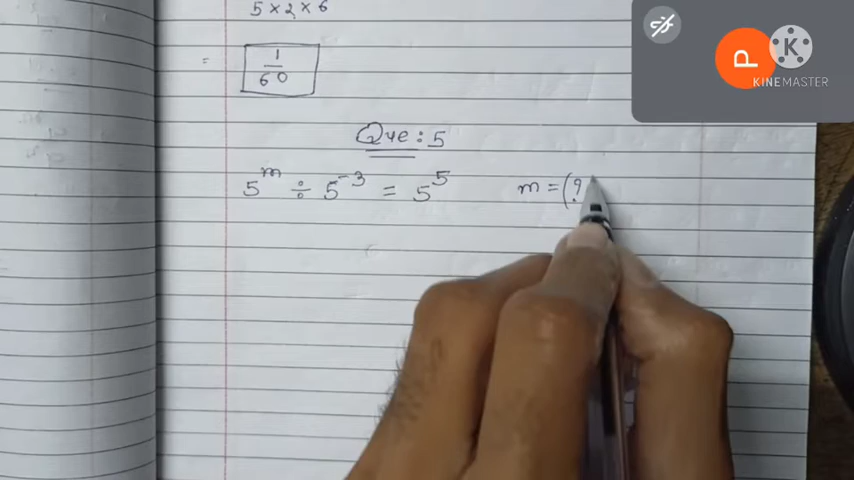 5 × 2 × 6
= 1/60
Que : 5
5^m ÷ 5^-3 = 5^5 m = (?
P K
KINEMASTER